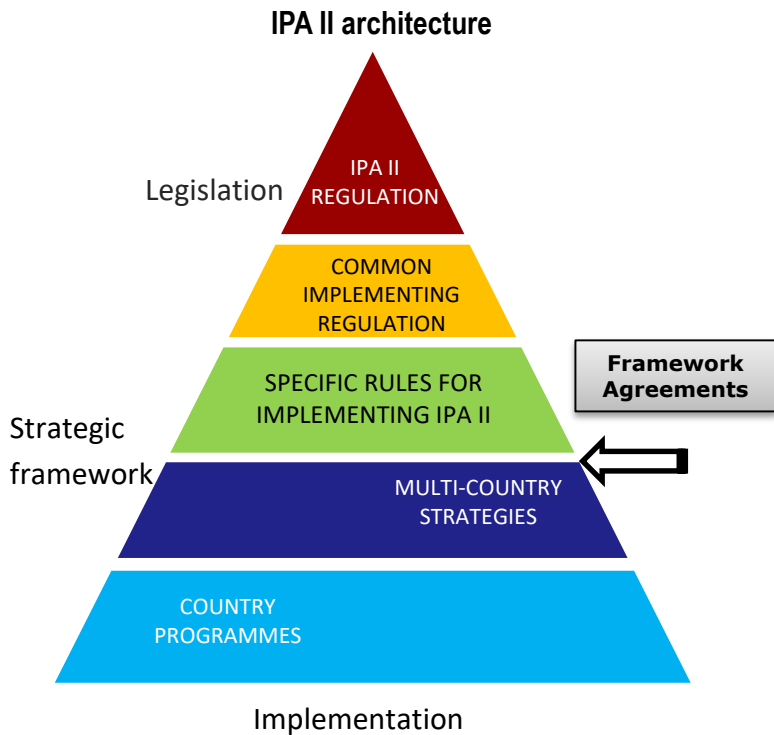 IPA II architecture
Legislation
IPA II
REGULATION
COMMON
IMPLEMENTING
REGULATION
Framework
Agreements
SPECIFIC RULES FOR
IMPLEMENTING IPA II
Strategic
framework
MULTI-COUNTRY
STRATEGIES
COUNTRY
PROGRAMMES
Implementation